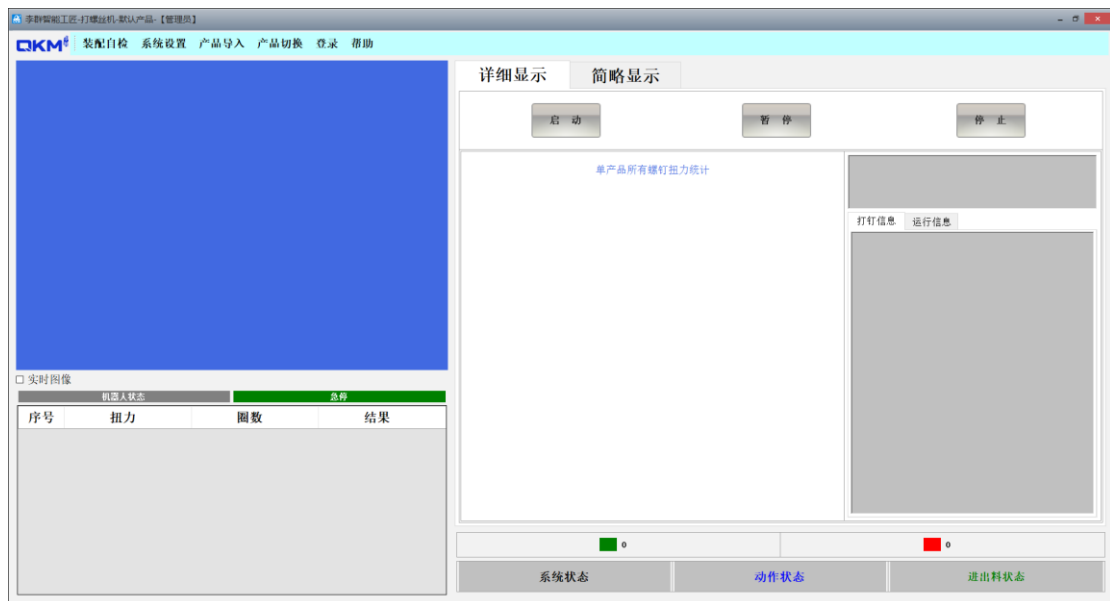 李群智能工匠-打螺丝机-默认产品-【管理员】
QKM 装配自检 系统设置 产品导入 产品切换 登录 帮助
详细显示 简略显示
启 动 暂 停 停 止
单产品所有螺钉扭力统计
打钉信息 运行信息
实时图像
机器人状态 急停
序号 扭力 圈数 结果
0 0
系统状态 动作状态 进出料状态